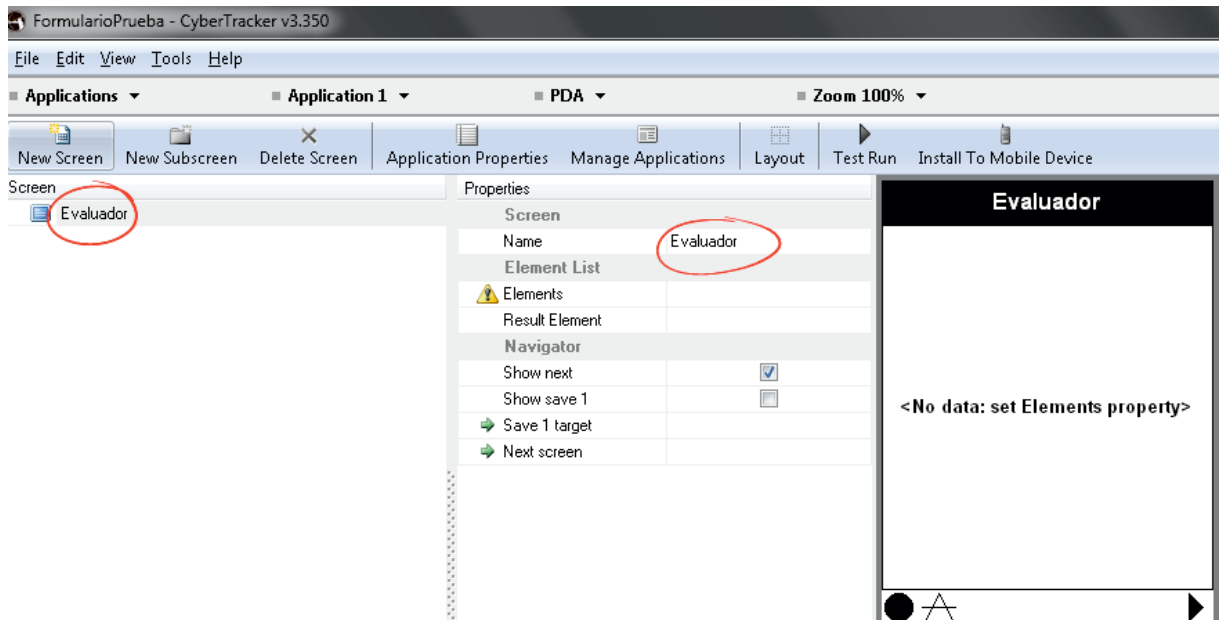 FormularioPrueba - CyberTracker v3.350
File Edit View Tools Help
Applications Application 1 PDA Zoom 100%
New Screen New Subscreen Delete Screen Application Properties Manage Applications Layout Test Run Install To Mobile Device
Screen
Evaluador
Properties
Screen
Name Evaluador
Element List
Elements
Result Element
Navigator
Show next
Show save 1
Save 1 target
Next screen
Evaluador
<No data: set Elements property>